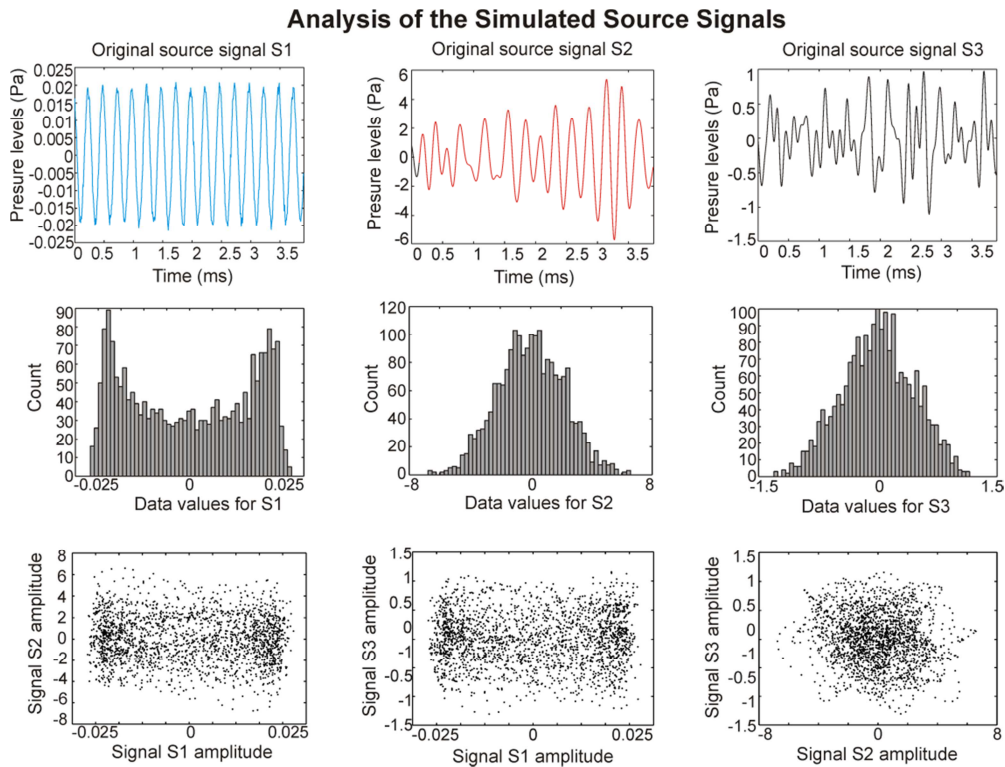 Analysis of the Simulated Source Signals
Original source signal S1
Original source signal S2
Original source signal S3
Presure levels (Pa)
0.025
0.02
0.015
0.01
0.005
0
-0.005
-0.01
-0.015
-0.02
-0.025
0 0.5 1 1.5 2 2.5 3 3.5
Time (ms)
Presure levels (Pa)
6
4
2
0
-2
-4
-6
0 0.5 1 1.5 2 2.5 3 3.5
Time (ms)
Presure levels (Pa)
1
0.5
0
-0.5
-1
-1.5
0 0.5 1 1.5 2 2.5 3 3.5
Time (ms)
Count
90
80
70
60
50
40
30
20
10
0
-0.025 0 0.025
Data values for S1
Count
120
100
80
60
40
20
0
-8 0 8
Data values for S2
Count
100
90
80
70
60
50
40
30
20
10
0
-1.5 0 1.5
Data values for S3
Signal S2 amplitude
8
6
4
2
0
-2
-4
-6
-8
-0.025 0 0.025
Signal S1 amplitude
Signal S3 amplitude
1.5
1
0.5
0
-1
-0.5
-1
-1.5
-0.025 0 0.025
Signal S1 amplitude
Signal S3 amplitude
1.5
1
0.5
0
-1
-0.5
-1
-1.5
-8 0 8
Signal S2 amplitude